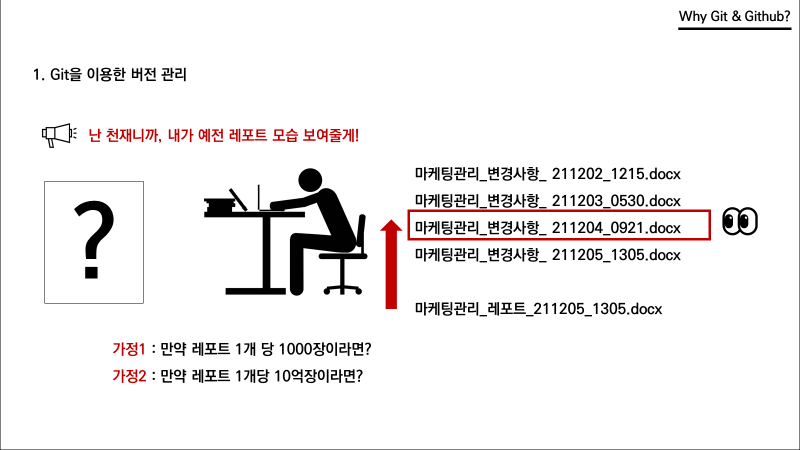 Why Git & Github?
1. Git을 이용한 버전 관리
난 천재니까, 내가 예전 레포트 모습 보여줄게!
?
마케팅관리_변경사항_ 211202_1215.docx
마케팅관리_변경사항_ 211203_0530.docx
마케팅관리_변경사항_ 211204_0921.docx
마케팅관리_변경사항_ 211205_1305.docx
마케팅관리_레포트_211205_1305.docx
가정1 : 만약 레포트 1개 당 1000장이라면?
가정2 : 만약 레포트 1개당 10억장이라면?